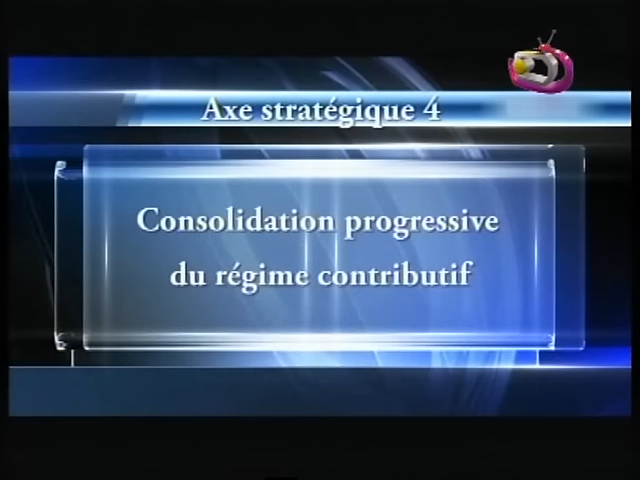 Axe stratégique 4
Consolidation progressive
du régime contributif